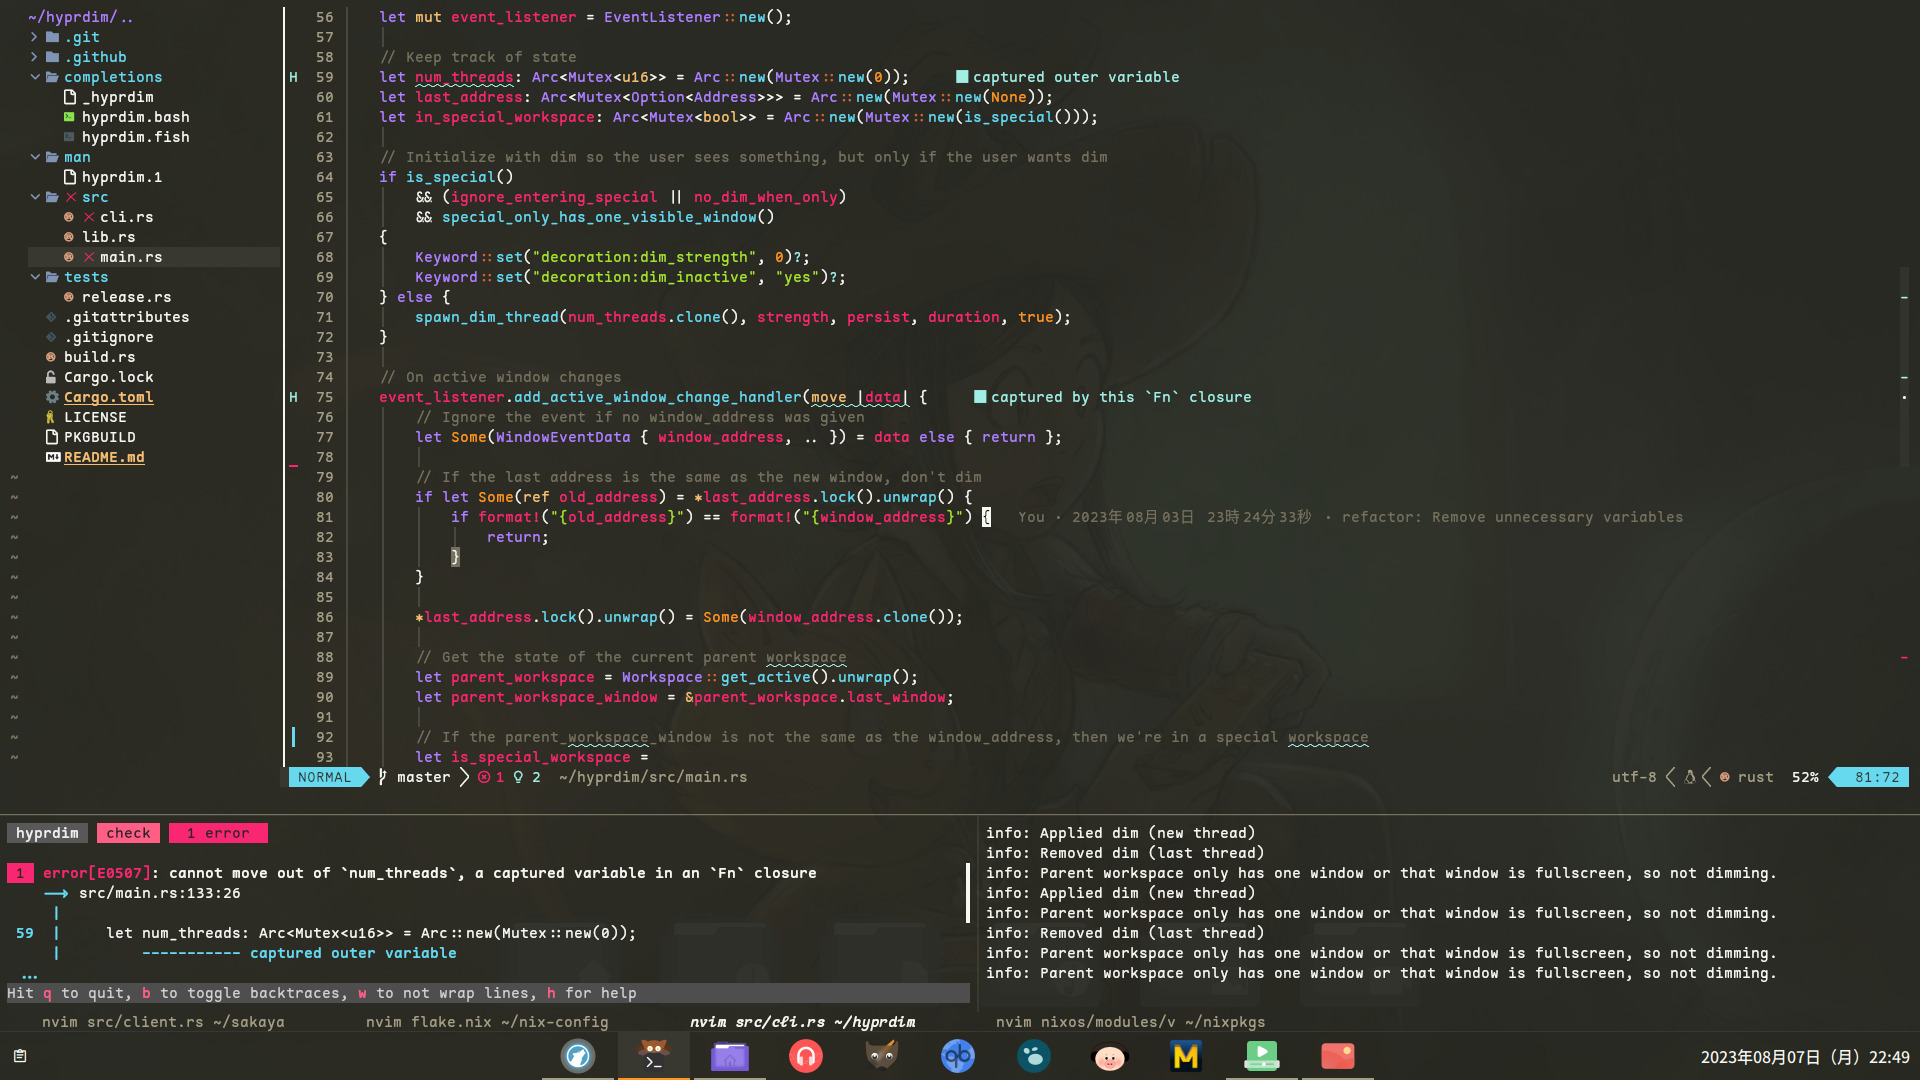 ~/hyprdim/..
.git
.github
completions
_hyprdim
hyprdim.bash
hyprdim.fish
man
hyprdim.1
src
cli.rs
lib.rs
main.rs
tests
release.rs
.gitattributes
.gitignore
build.rs
Cargo.lock
Cargo.toml
LICENSE
PKGBUILD
README.md
56 let mut event_listener = EventListener::new();
57
58 // Keep track of state
H 59 let num_threads: Arc<Mutex<u16>> = Arc::new(Mutex::new(0)); captured outer variable
60 let last_address: Arc<Mutex<Option<Address>>> = Arc::new(Mutex::new(None));
61 let in_special_workspace: Arc<Mutex<bool>> = Arc::new(Mutex::new(is_special()));
62
63 // Initialize with dim so the user sees something, but only if the user wants dim
64 if is_special()
65 && (ignore_entering_special || no_dim_when_only)
66 && special_only_has_one_visible_window()
67 {
68 Keyword::set("decoration:dim_strength", 0)?;
69 Keyword::set("decoration:dim_inactive", "yes")?;
70 } else {
71 spawn_dim_thread(num_threads.clone(), strength, persist, duration, true);
72 }
73
74 // On active window changes
H 75 event_listener.add_active_window_change_handler(move |data| { captured by this `Fn` closure
76 // Ignore the event if no window_address was given
77 let Some(WindowEventData { window_address, .. }) = data else { return };
78
79 // If the last address is the same as the new window, don't dim
80 if let Some(ref old_address) = *last_address.lock().unwrap() {
81 if format!("{old_address}") == format!("{window_address}") { You · 2023年08月03日 23時24分33秒 · refactor: Remove unnecessary variables
82 return;
83 }
84 }
85
86 *last_address.lock().unwrap() = Some(window_address.clone());
87
88 // Get the state of the current parent workspace
89 let parent_workspace = Workspace::get_active().unwrap();
90 let parent_workspace_window = &parent_workspace.last_window;
91
92 // If the parent_workspace_window is not the same as the window_address, then we're in a special workspace
93 let is_special_workspace =
NORMAL master 1 2 ~/hyprdim/src/main.rs utf-8 rust 52% 81:72
hyprdim check 1 error
1 error[E0507]: cannot move out of `num_threads`, a captured variable in an `Fn` closure
--> src/main.rs:133:26
|
59 | let num_threads: Arc<Mutex<u16>> = Arc::new(Mutex::new(0));
| ----------- captured outer variable
...
Hit q to quit, b to toggle backtraces, w to not wrap lines, h for help
info: Applied dim (new thread)
info: Removed dim (last thread)
info: Parent workspace only has one window or that window is fullscreen, so not dimming.
info: Applied dim (new thread)
info: Parent workspace only has one window or that window is fullscreen, so not dimming.
info: Removed dim (last thread)
info: Parent workspace only has one window or that window is fullscreen, so not dimming.
info: Parent workspace only has one window or that window is fullscreen, so not dimming.
nvim src/client.rs ~/sakaya nvim flake.nix ~/nix-config nvim src/cli.rs ~/hyprdim nvim nixos/modules/v ~/nixpkgs
qb M 2023年08月07日（月）22:49